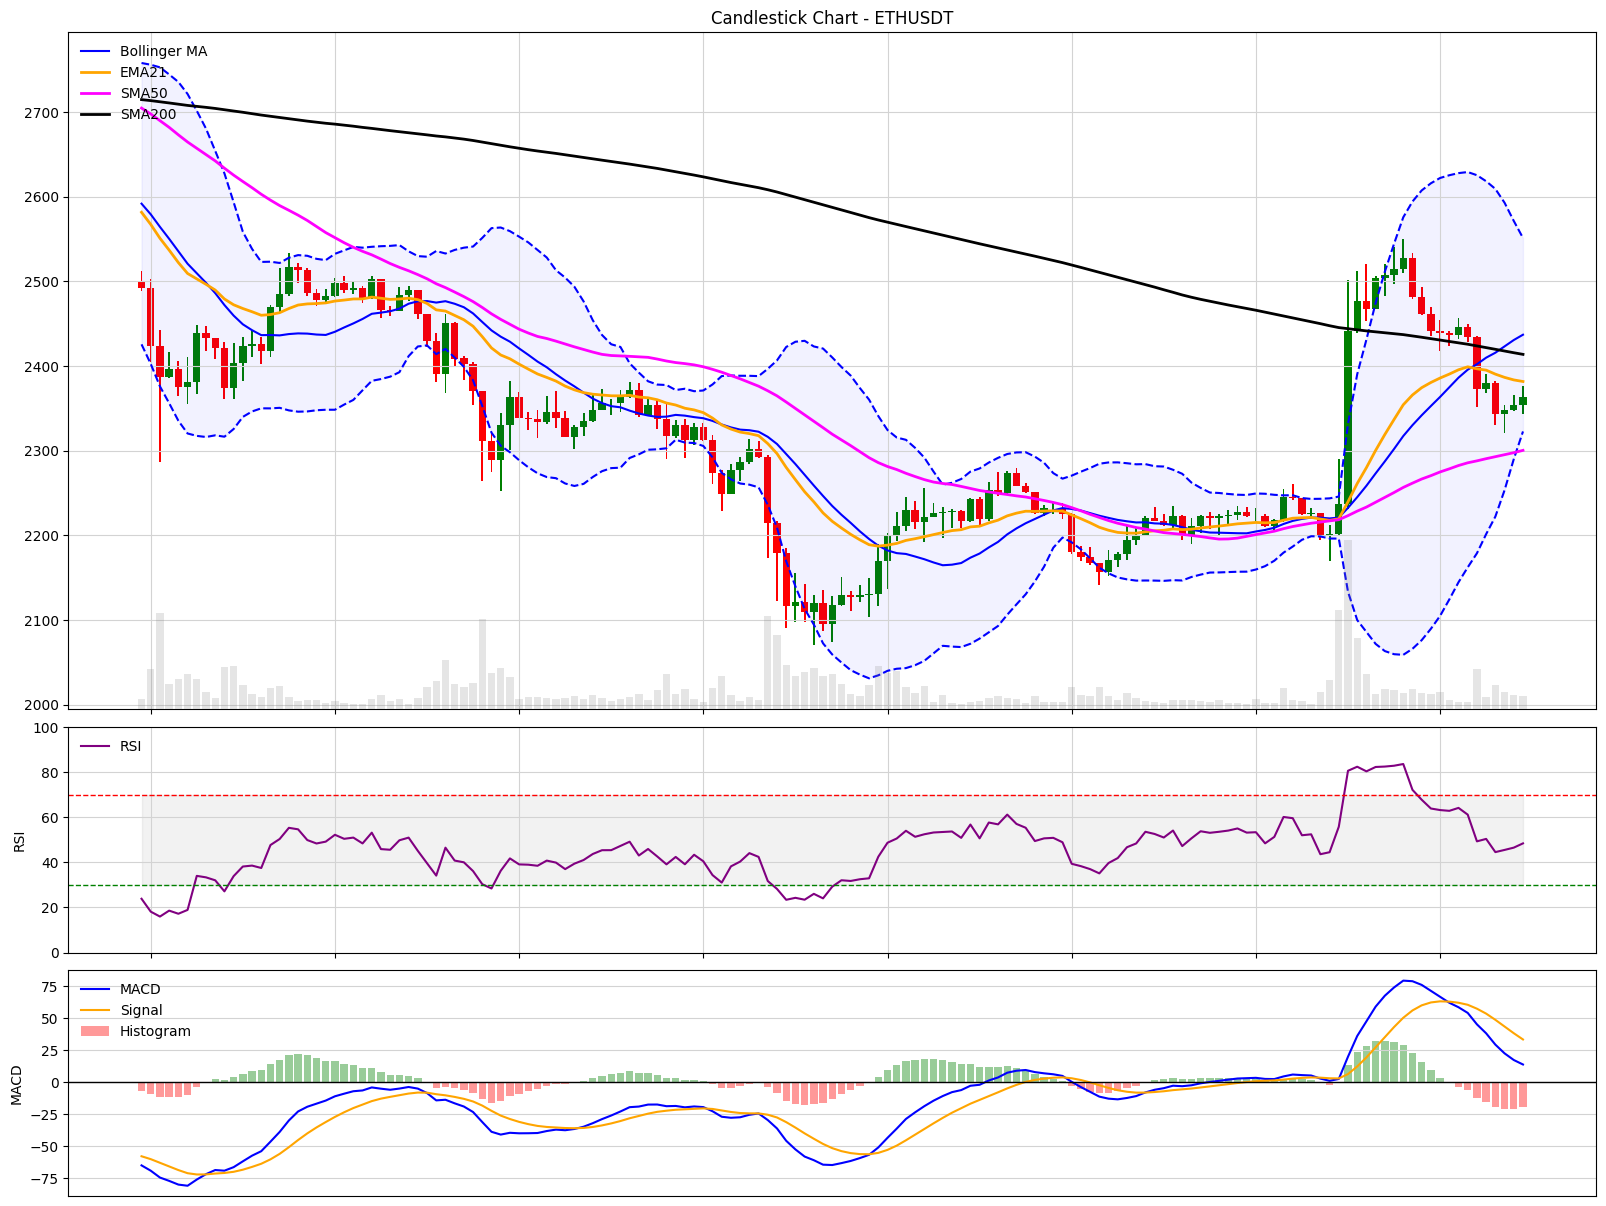 Candlestick Chart - ETHUSDT
Bollinger MA
EMA21
SMA50
SMA200
2700
2600
2500
2400
2300
2200
2100
2000
RSI
100
80
60
40
20
0
RSI
MACD
Signal
Histogram
75
50
25
0
−25
−50
−75
MACD